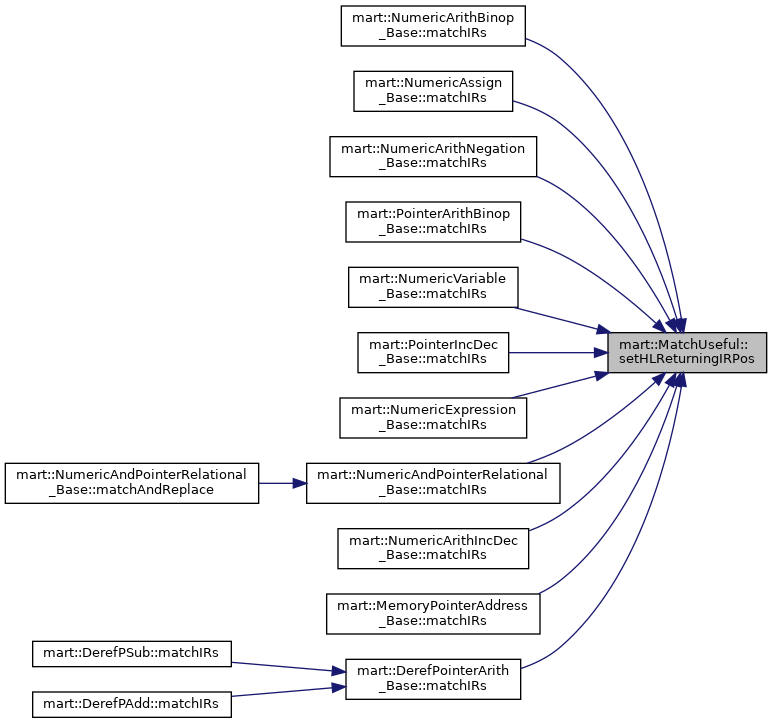 mart::NumericArithBinop
_Base::matchIRs
mart::NumericAssign
_Base::matchIRs
mart::NumericArithNegation
_Base::matchIRs
mart::PointerArithBinop
_Base::matchIRs
mart::NumericVariable
_Base::matchIRs
mart::PointerIncDec
_Base::matchIRs
mart::MatchUseful::
setHLReturningIRPos
mart::NumericExpression
_Base::matchIRs
mart::NumericAndPointerRelational
_Base::matchAndReplace
mart::NumericAndPointerRelational
_Base::matchIRs
mart::NumericArithIncDec
_Base::matchIRs
mart::MemoryPointerAddress
_Base::matchIRs
mart::DerefPSub::matchIRs
mart::DerefPointerArith
_Base::matchIRs
mart::DerefPAdd::matchIRs